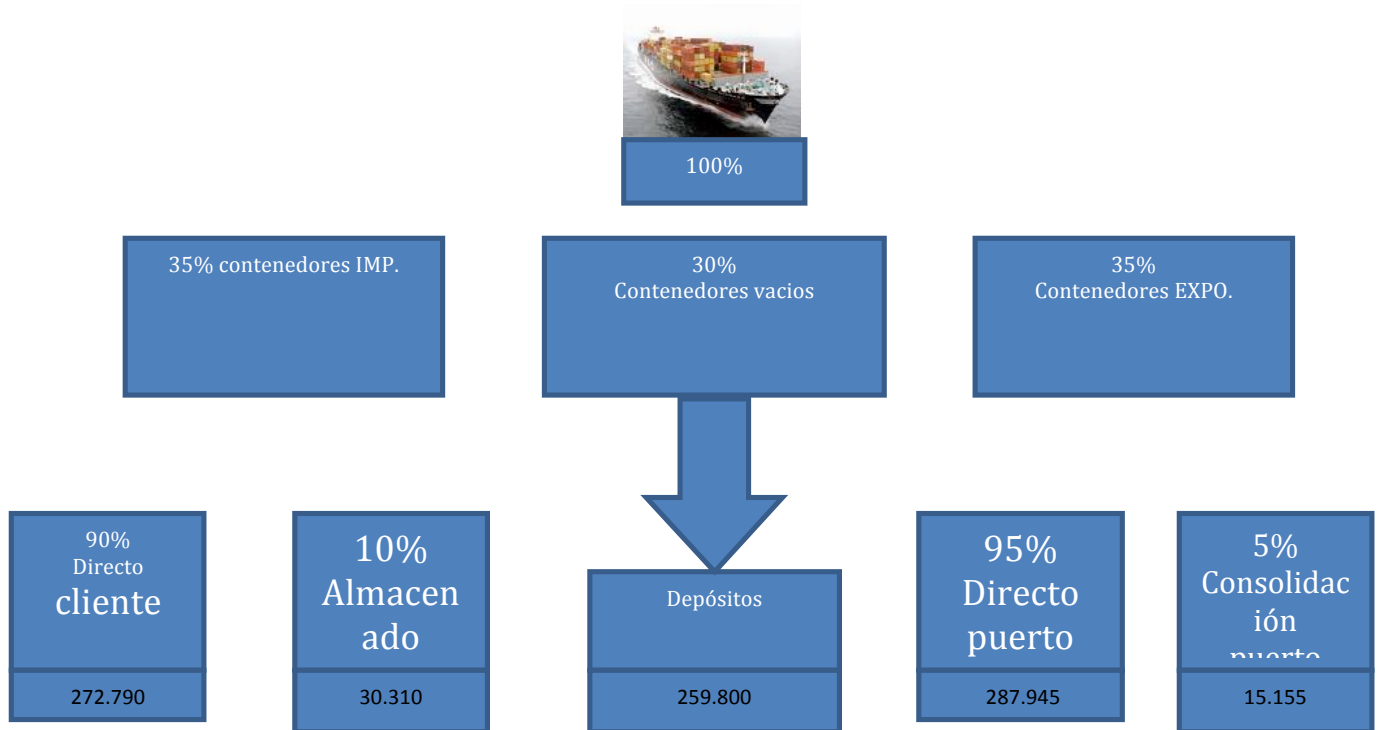 100%
35% contenedores IMP.
30%
Contenedores vacios
35%
Contenedores EXPO.
90%
Directo
cliente
10%
Almacen
ado
Depósitos
95%
Directo
puerto
5%
Consolidac
ión
puerto
272.790
30.310
259.800
287.945
15.155